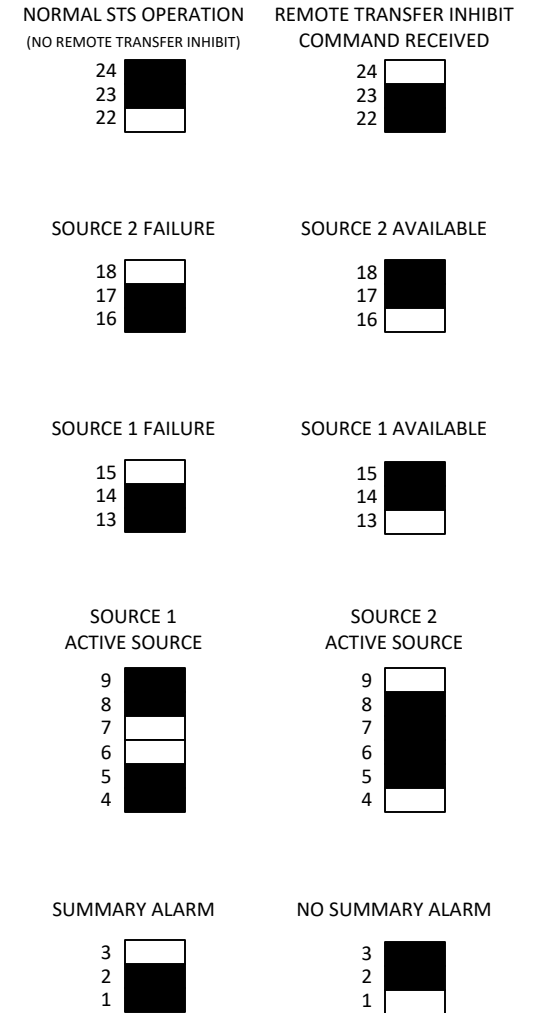 NORMAL STS OPERATION
(NO REMOTE TRANSFER INHIBIT)
24
23
22
REMOTE TRANSFER INHIBIT
COMMAND RECEIVED
24
23
22
SOURCE 2 FAILURE
18
17
16
SOURCE 2 AVAILABLE
18
17
16
SOURCE 1 FAILURE
15
14
13
SOURCE 1 AVAILABLE
15
14
13
SOURCE 1
ACTIVE SOURCE
9
8
7
6
5
4
SOURCE 2
ACTIVE SOURCE
9
8
7
6
5
4
SUMMARY ALARM
3
2
1
NO SUMMARY ALARM
3
2
1